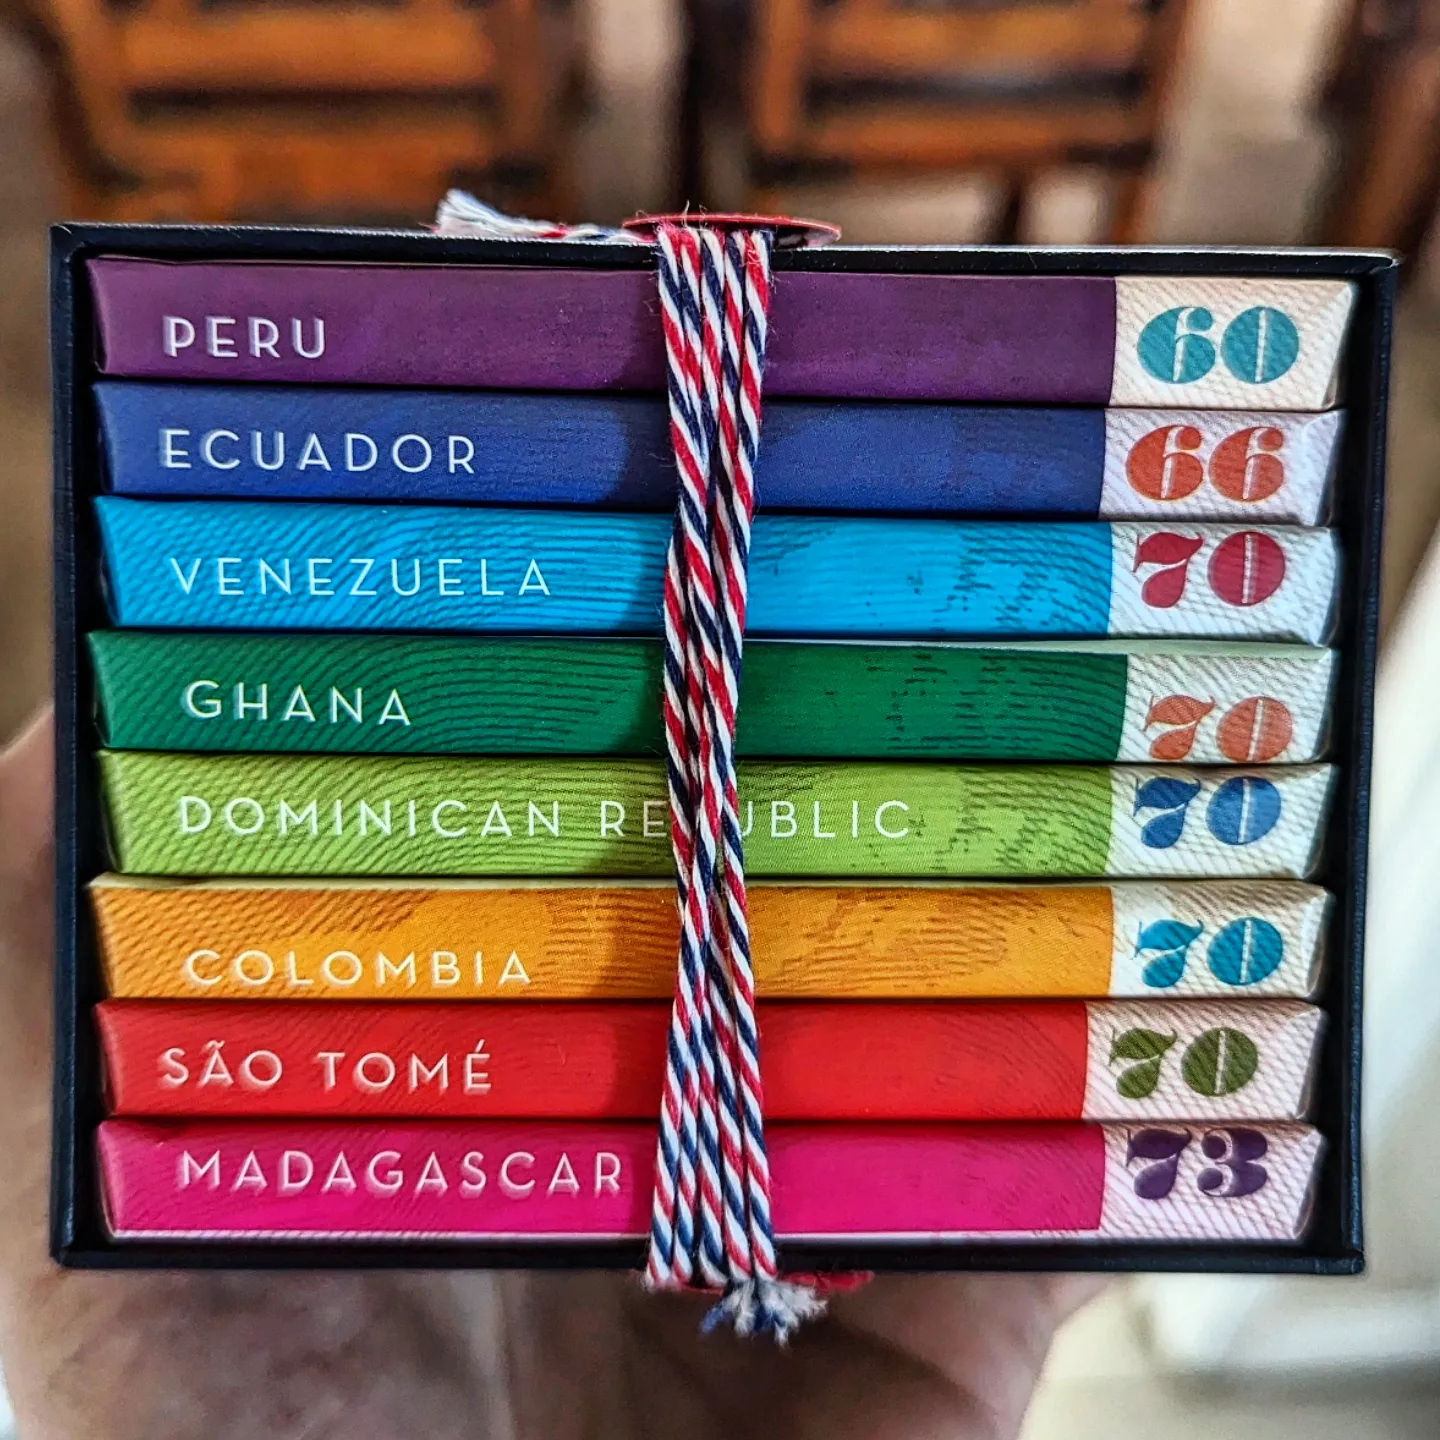 PERU 60
ECUADOR 66
VENEZUELA 70
GHANA 70
DOMINICAN REPUBLIC 70
COLOMBIA 70
SÃO TOMÉ 70
MADAGASCAR 73